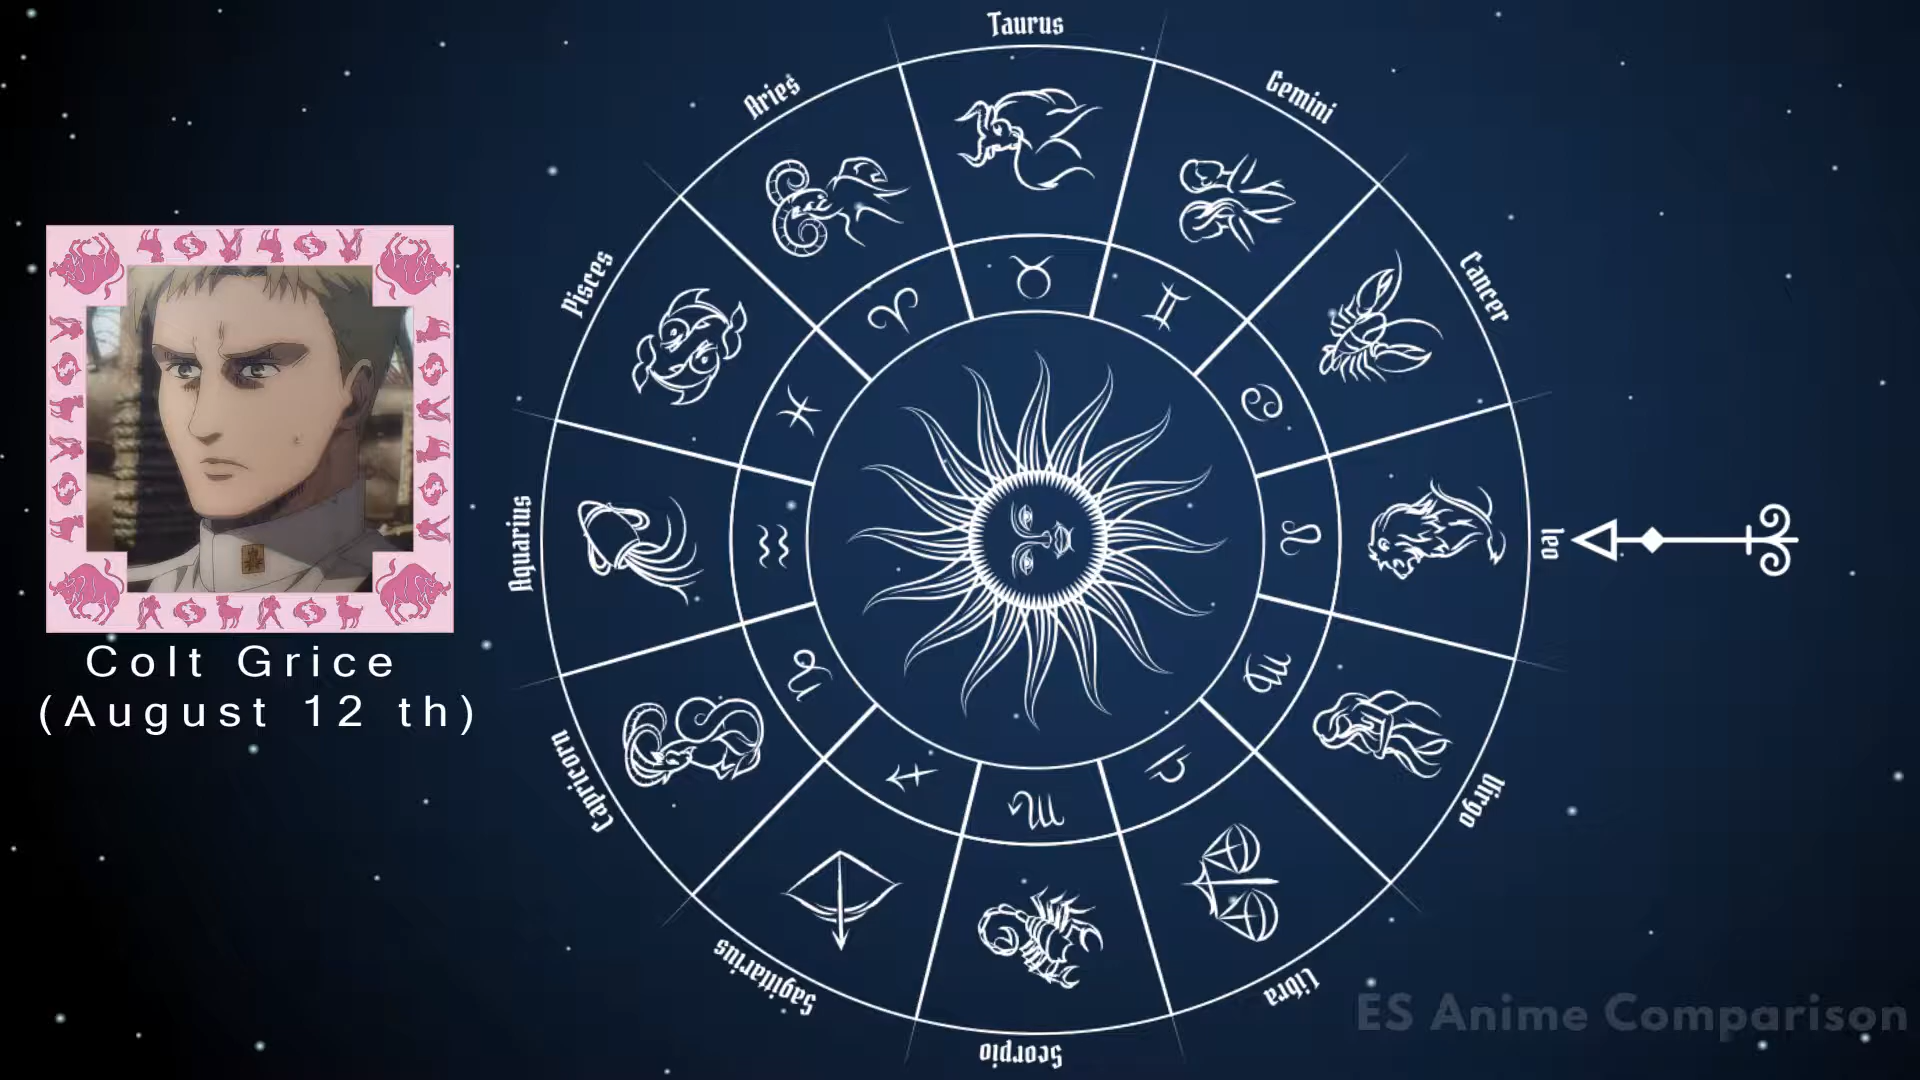 Taurus
Aries
Gemini
Pisces
Cancer
Aquarius
leo
Colt Grice
(August 12 th)
Capricorn
Virgo
Sagittarius
Libra
Scorpio
ES Anime Comparison